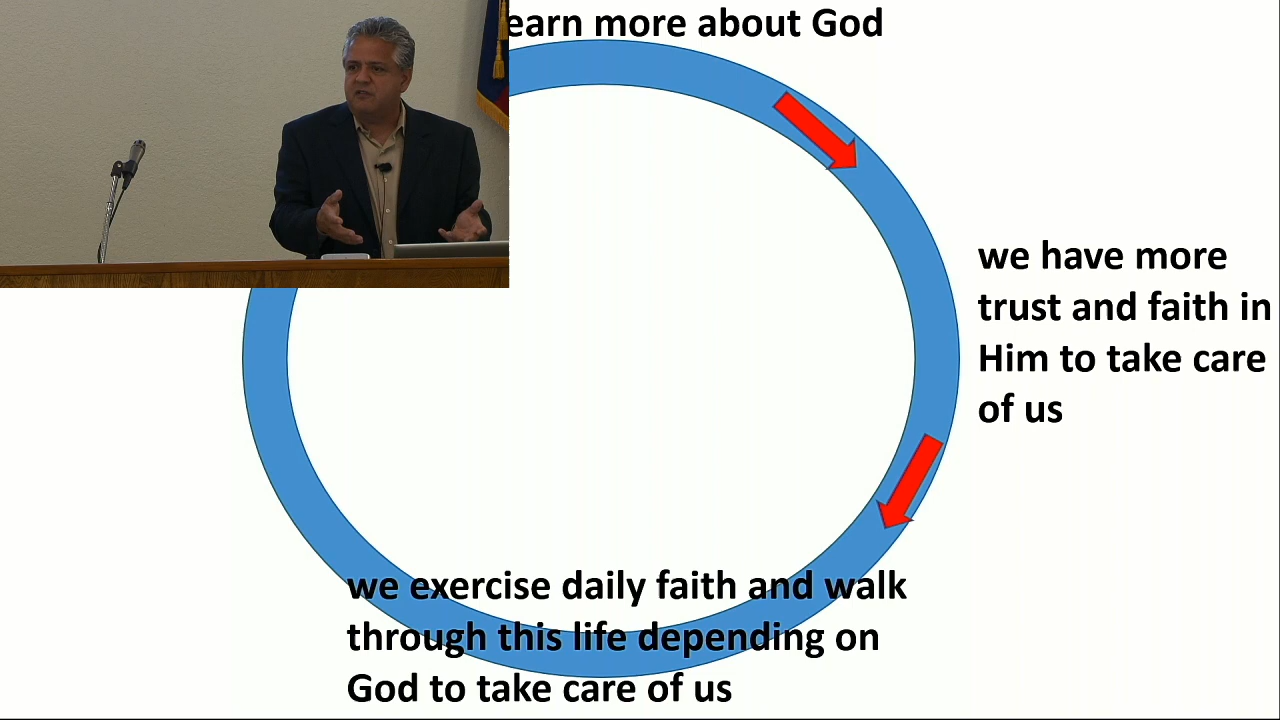 earn more about God
we have more
trust and faith in
Him to take care
of us
we exercise daily faith and walk
through this life depending on
God to take care of us